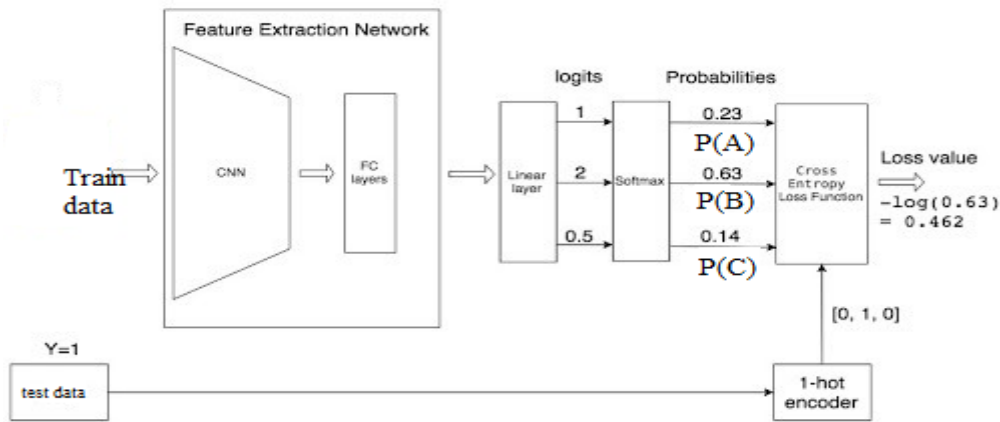 Feature Extraction Network
logits
Probabilities
CNN
FC
layers
Train
data
Linear
layer
1
2
0.5
Softmax
0.23
P(A)
0.63
P(B)
0.14
P(C)
Cross
Entropy
Loss Function
Loss value
-log(0.63)
= 0.462
[0, 1, 0]
Y=1
test data
1-hot
encoder